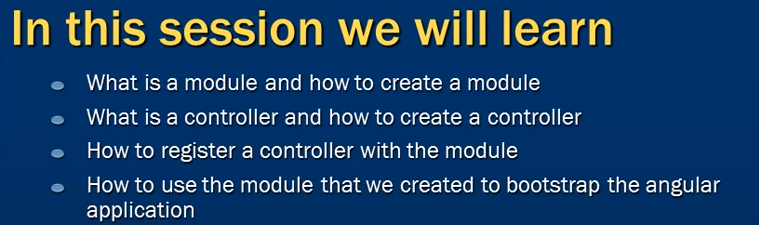 In this session we will learn
What is a module and how to create a module
What is a controller and how to create a controller
How to register a controller with the module
How to use the module that we created to bootstrap the angular
application